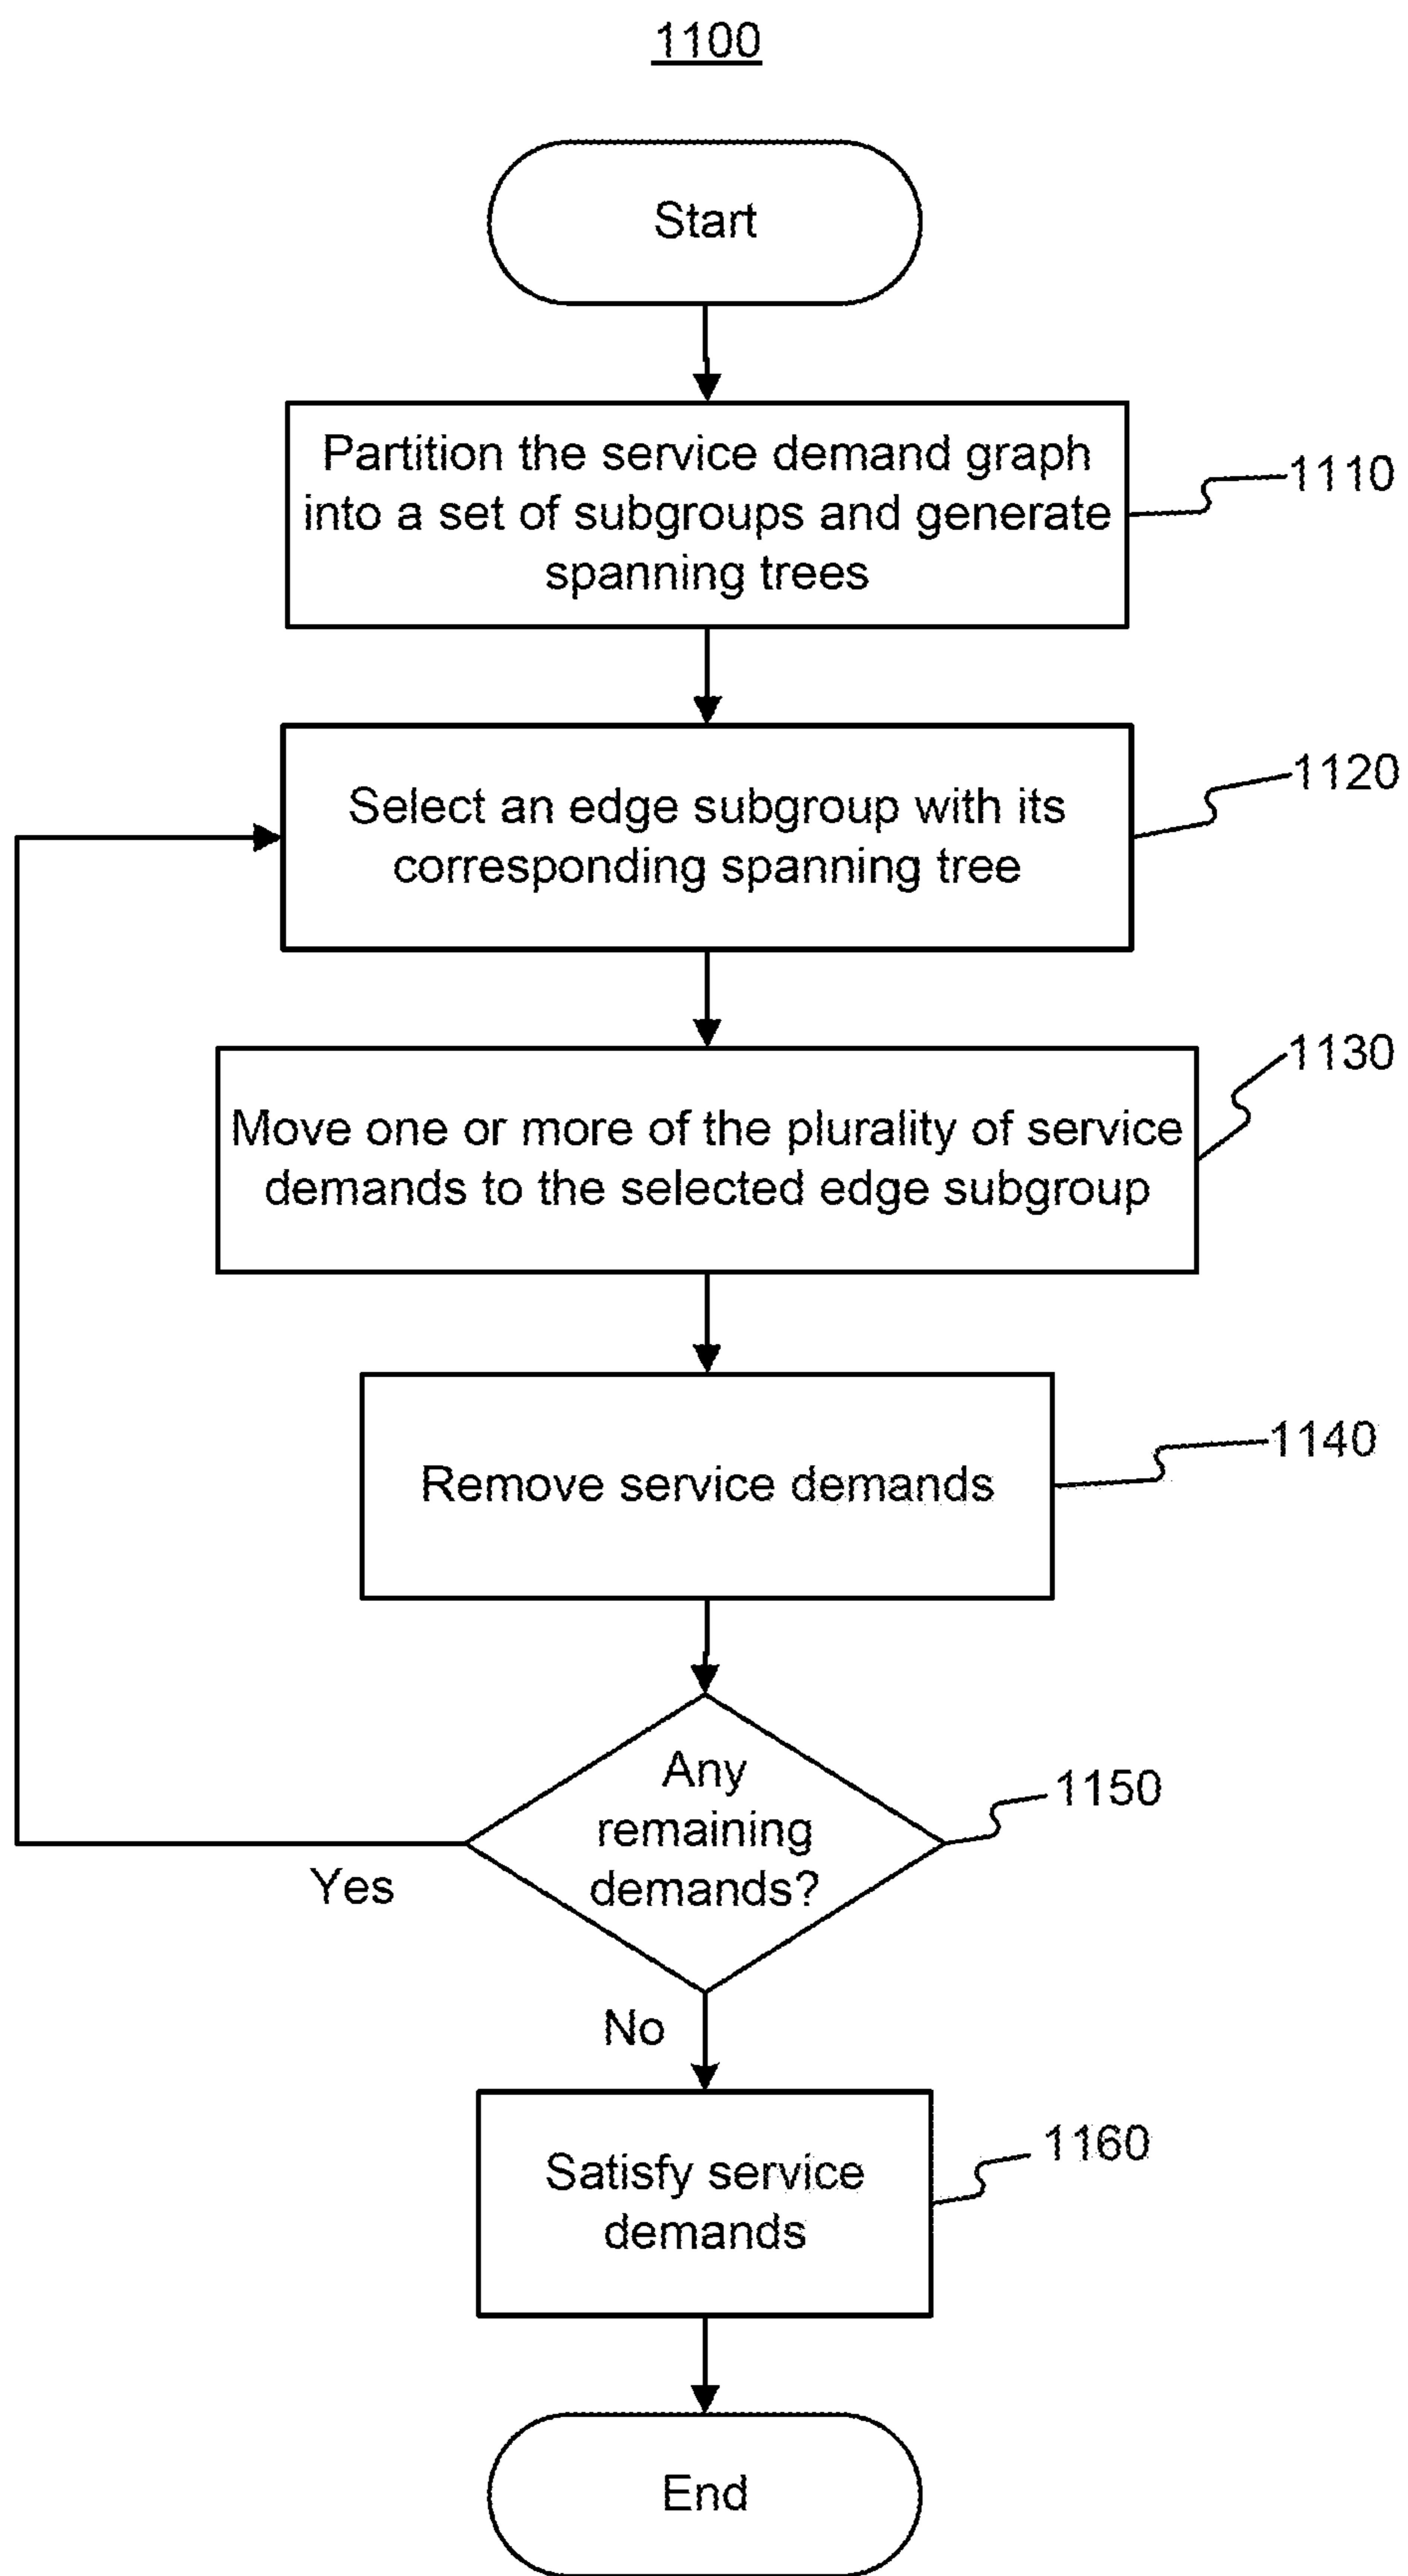 1100
Start
Partition the service demand graph
into a set of subgroups and generate
spanning trees
1110
Select an edge subgroup with its
corresponding spanning tree
1120
Move one or more of the plurality of service
demands to the selected edge subgroup
1130
Remove service demands
1140
Any
remaining
demands?
1150
Yes
No
Satisfy service
demands
1160
End